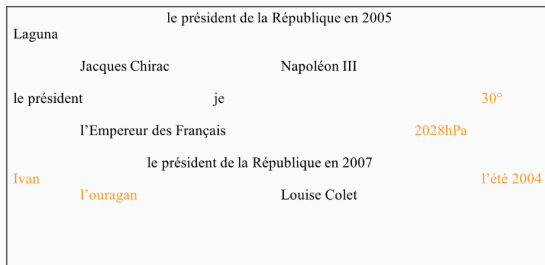 le président de la République en 2005
Laguna
Jacques Chirac Napoléon III
le président je 30°
l’Empereur des Français 2028hPa
le président de la République en 2007
Ivan l’été 2004
l’ouragan Louise Colet